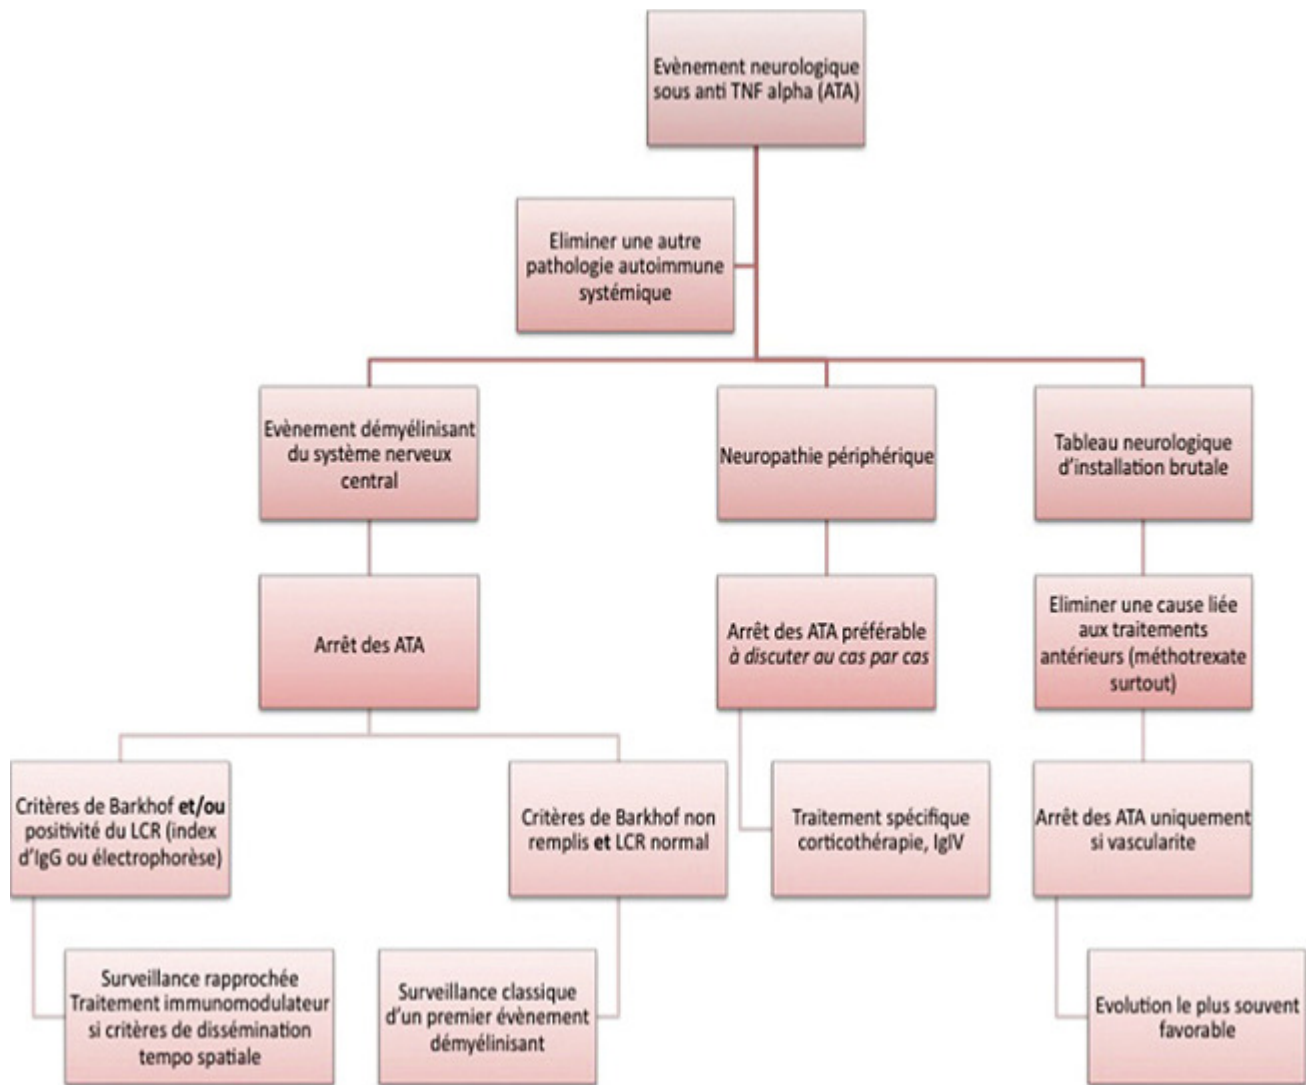 Evènement neurologique
sous anti TNF alpha (ATA)
Eliminer une autre
pathologie autoimmune
systémique
Evènement démyélinisant
du système nerveux
central
Neuropathie périphérique
Tableau neurologique
d'installation brutale
Arrêt des ATA
Arrêt des ATA préférable
à discuter au cas par cas
Eliminer une cause liée
aux traitements
antérieurs (méthotrexate
surtout)
Critères de Barkhof et/ou
positivité du LCR (index
d'IgG ou électrophorèse)
Critères de Barkhof non
remplis et LCR normal
Traitement spécifique
corticothérapie, IgIV
Arrêt des ATA uniquement
si vascularite
Surveillance rapprochée
Traitement immunomodulateur
si critères de dissémination
tempo spatiale
Surveillance classique
d'un premier évènement
démyélinisant
Evolution le plus souvent
favorable